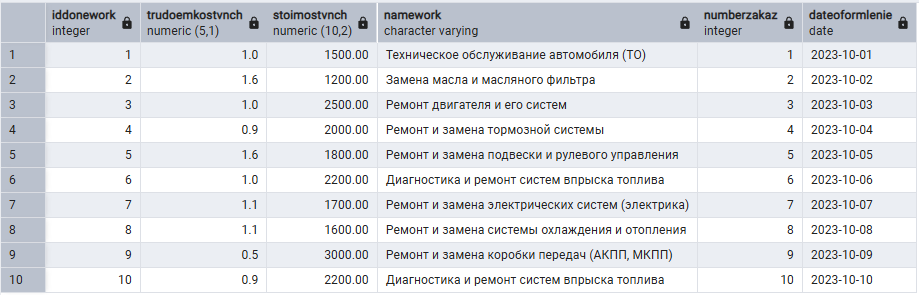 iddonework trudoemkostvnch stoimostvnch namework numberzakaz dateoformlenie
integer numeric (5,1) numeric (10,2) character varying integer date
1 1 1.0 1500.00 Техническое обслуживание автомобиля (ТО) 1 2023-10-01
2 2 1.6 1200.00 Замена масла и масляного фильтра 2 2023-10-02
3 3 1.0 2500.00 Ремонт двигателя и его систем 3 2023-10-03
4 4 0.9 2000.00 Ремонт и замена тормозной системы 4 2023-10-04
5 5 1.6 1800.00 Ремонт и замена подвески и рулевого управления 5 2023-10-05
6 6 1.0 2200.00 Диагностика и ремонт систем впрыска топлива 6 2023-10-06
7 7 1.1 1700.00 Ремонт и замена электрических систем (электрика) 7 2023-10-07
8 8 1.1 1600.00 Ремонт и замена системы охлаждения и отопления 8 2023-10-08
9 9 0.5 3000.00 Ремонт и замена коробки передач (АКПП, МКПП) 9 2023-10-09
10 10 0.9 2200.00 Диагностика и ремонт систем впрыска топлива 10 2023-10-10